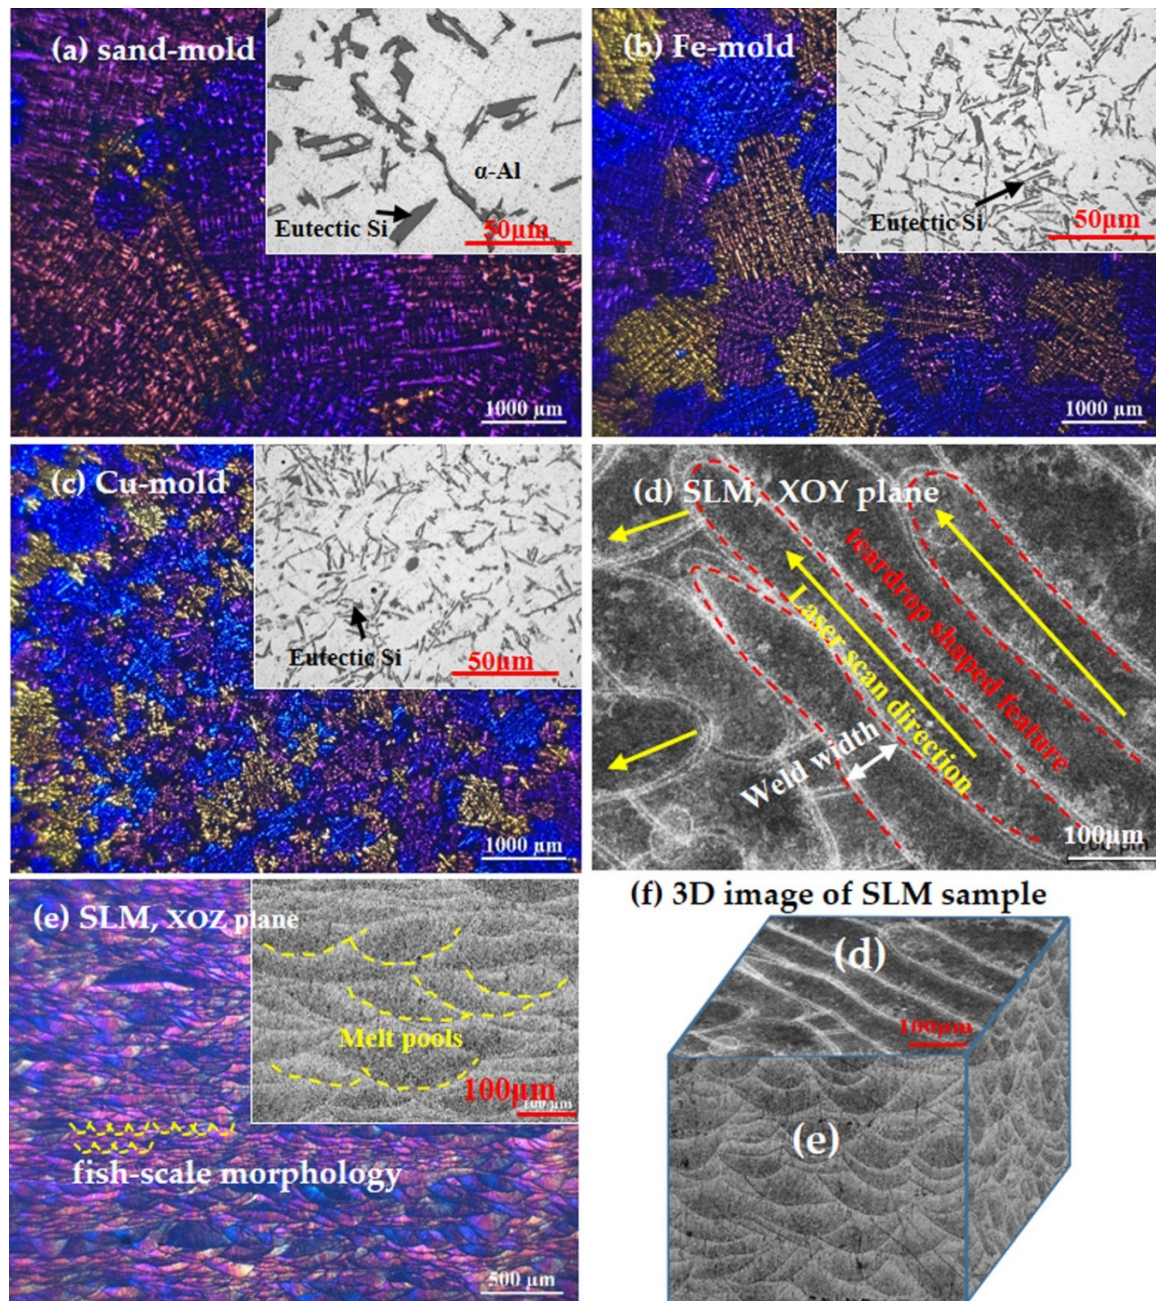 (a) sand-mold
α-Al
Eutectic Si
50μm
1000 μm
(b) Fe-mold
Eutectic Si
50μm
1000 μm
(c) Cu-mold
Eutectic Si
50μm
1000 μm
(d) SLM, XOY plane
teardrop shaped feature
Laser scan direction
Weld width
100μm
(e) SLM, XOZ plane
Melt pools
100μm
100 μm
fish-scale morphology
500 μm
(f) 3D image of SLM sample
(d)
100μm
(e)